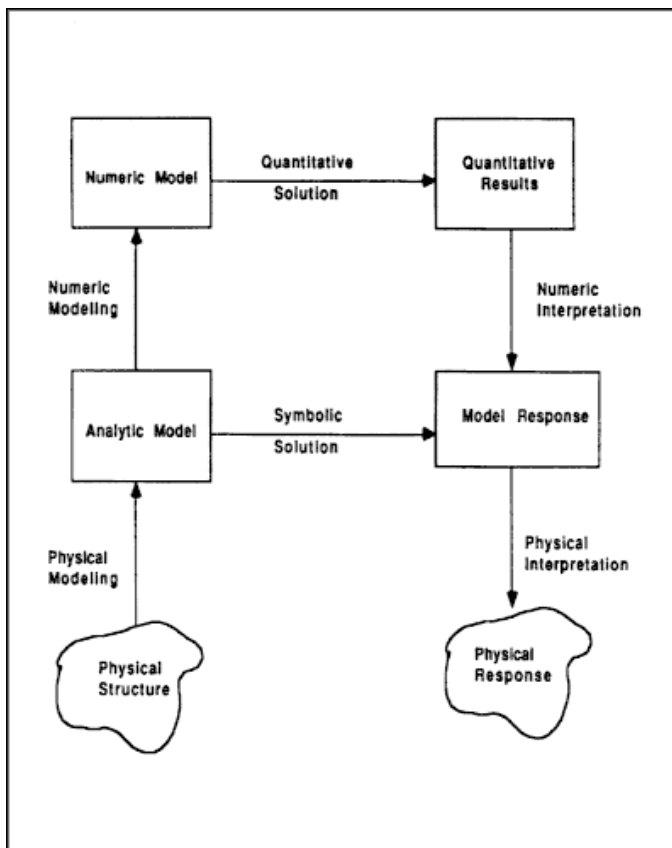 Numeric Model
Quantitative
Solution
Quantitative
Results
Numeric
Modeling
Numeric
Interpretation
Analytic Model
Symbolic
Solution
Model Response
Physical
Modeling
Physical
Interpretation
Physical
Structure
Physical
Response